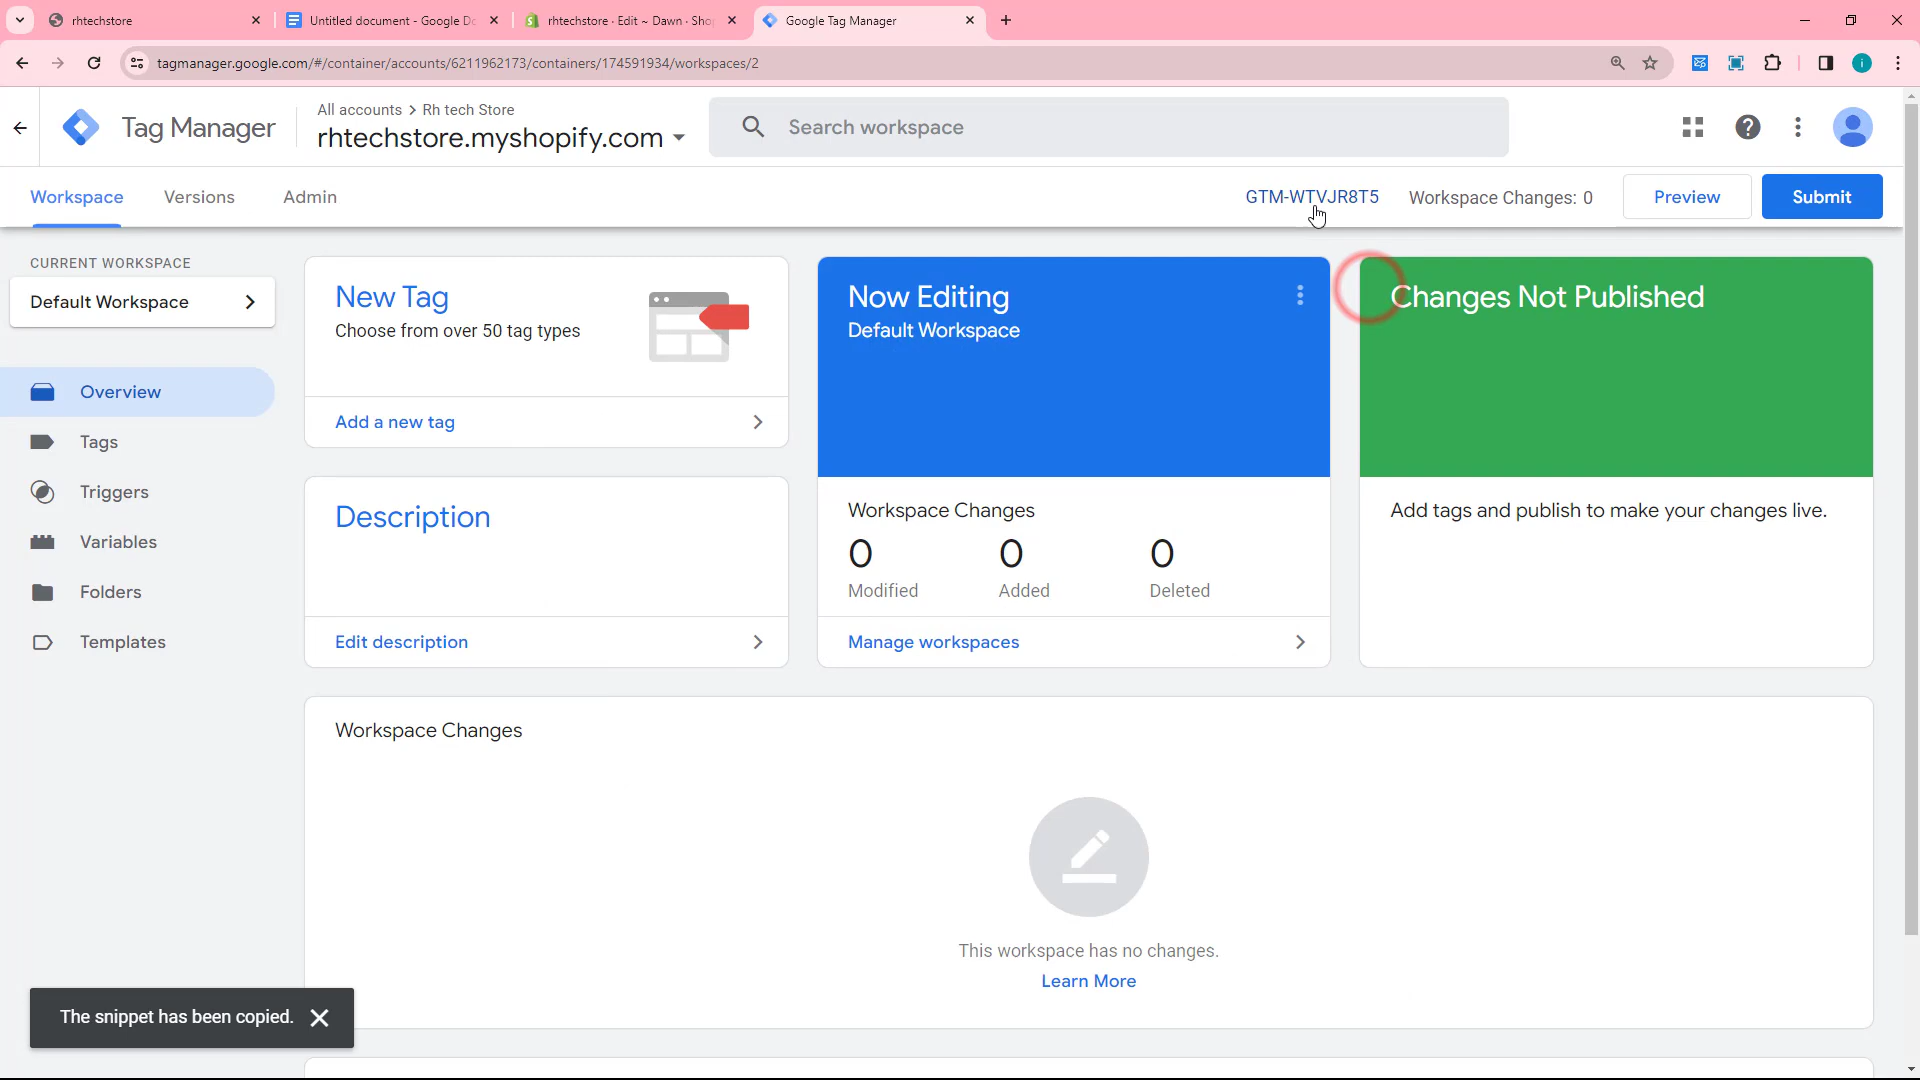 rhtechstore
Untitled document - Google Do
rhtechstore · Edit ~ Dawn · Sho
Google Tag Manager
tagmanager.google.com/#/container/accounts/6211962173/containers/174591934/workspaces/2
i
Tag Manager
All accounts > Rh tech Store
rhtechstore.myshopify.com
Search workspace
Workspace
Versions
Admin
GTM-WTVJR8T5
Workspace Changes: 0
Preview
Submit
CURRENT WORKSPACE
Default Workspace
Overview
Tags
Triggers
Variables
Folders
Templates
New Tag
Choose from over 50 tag types
Add a new tag
Description
Edit description
Now Editing
Default Workspace
Workspace Changes
0 0 0
Modified Added Deleted
Manage workspaces
Changes Not Published
Add tags and publish to make your changes live.
Workspace Changes
This workspace has no changes.
Learn More
The snippet has been copied.